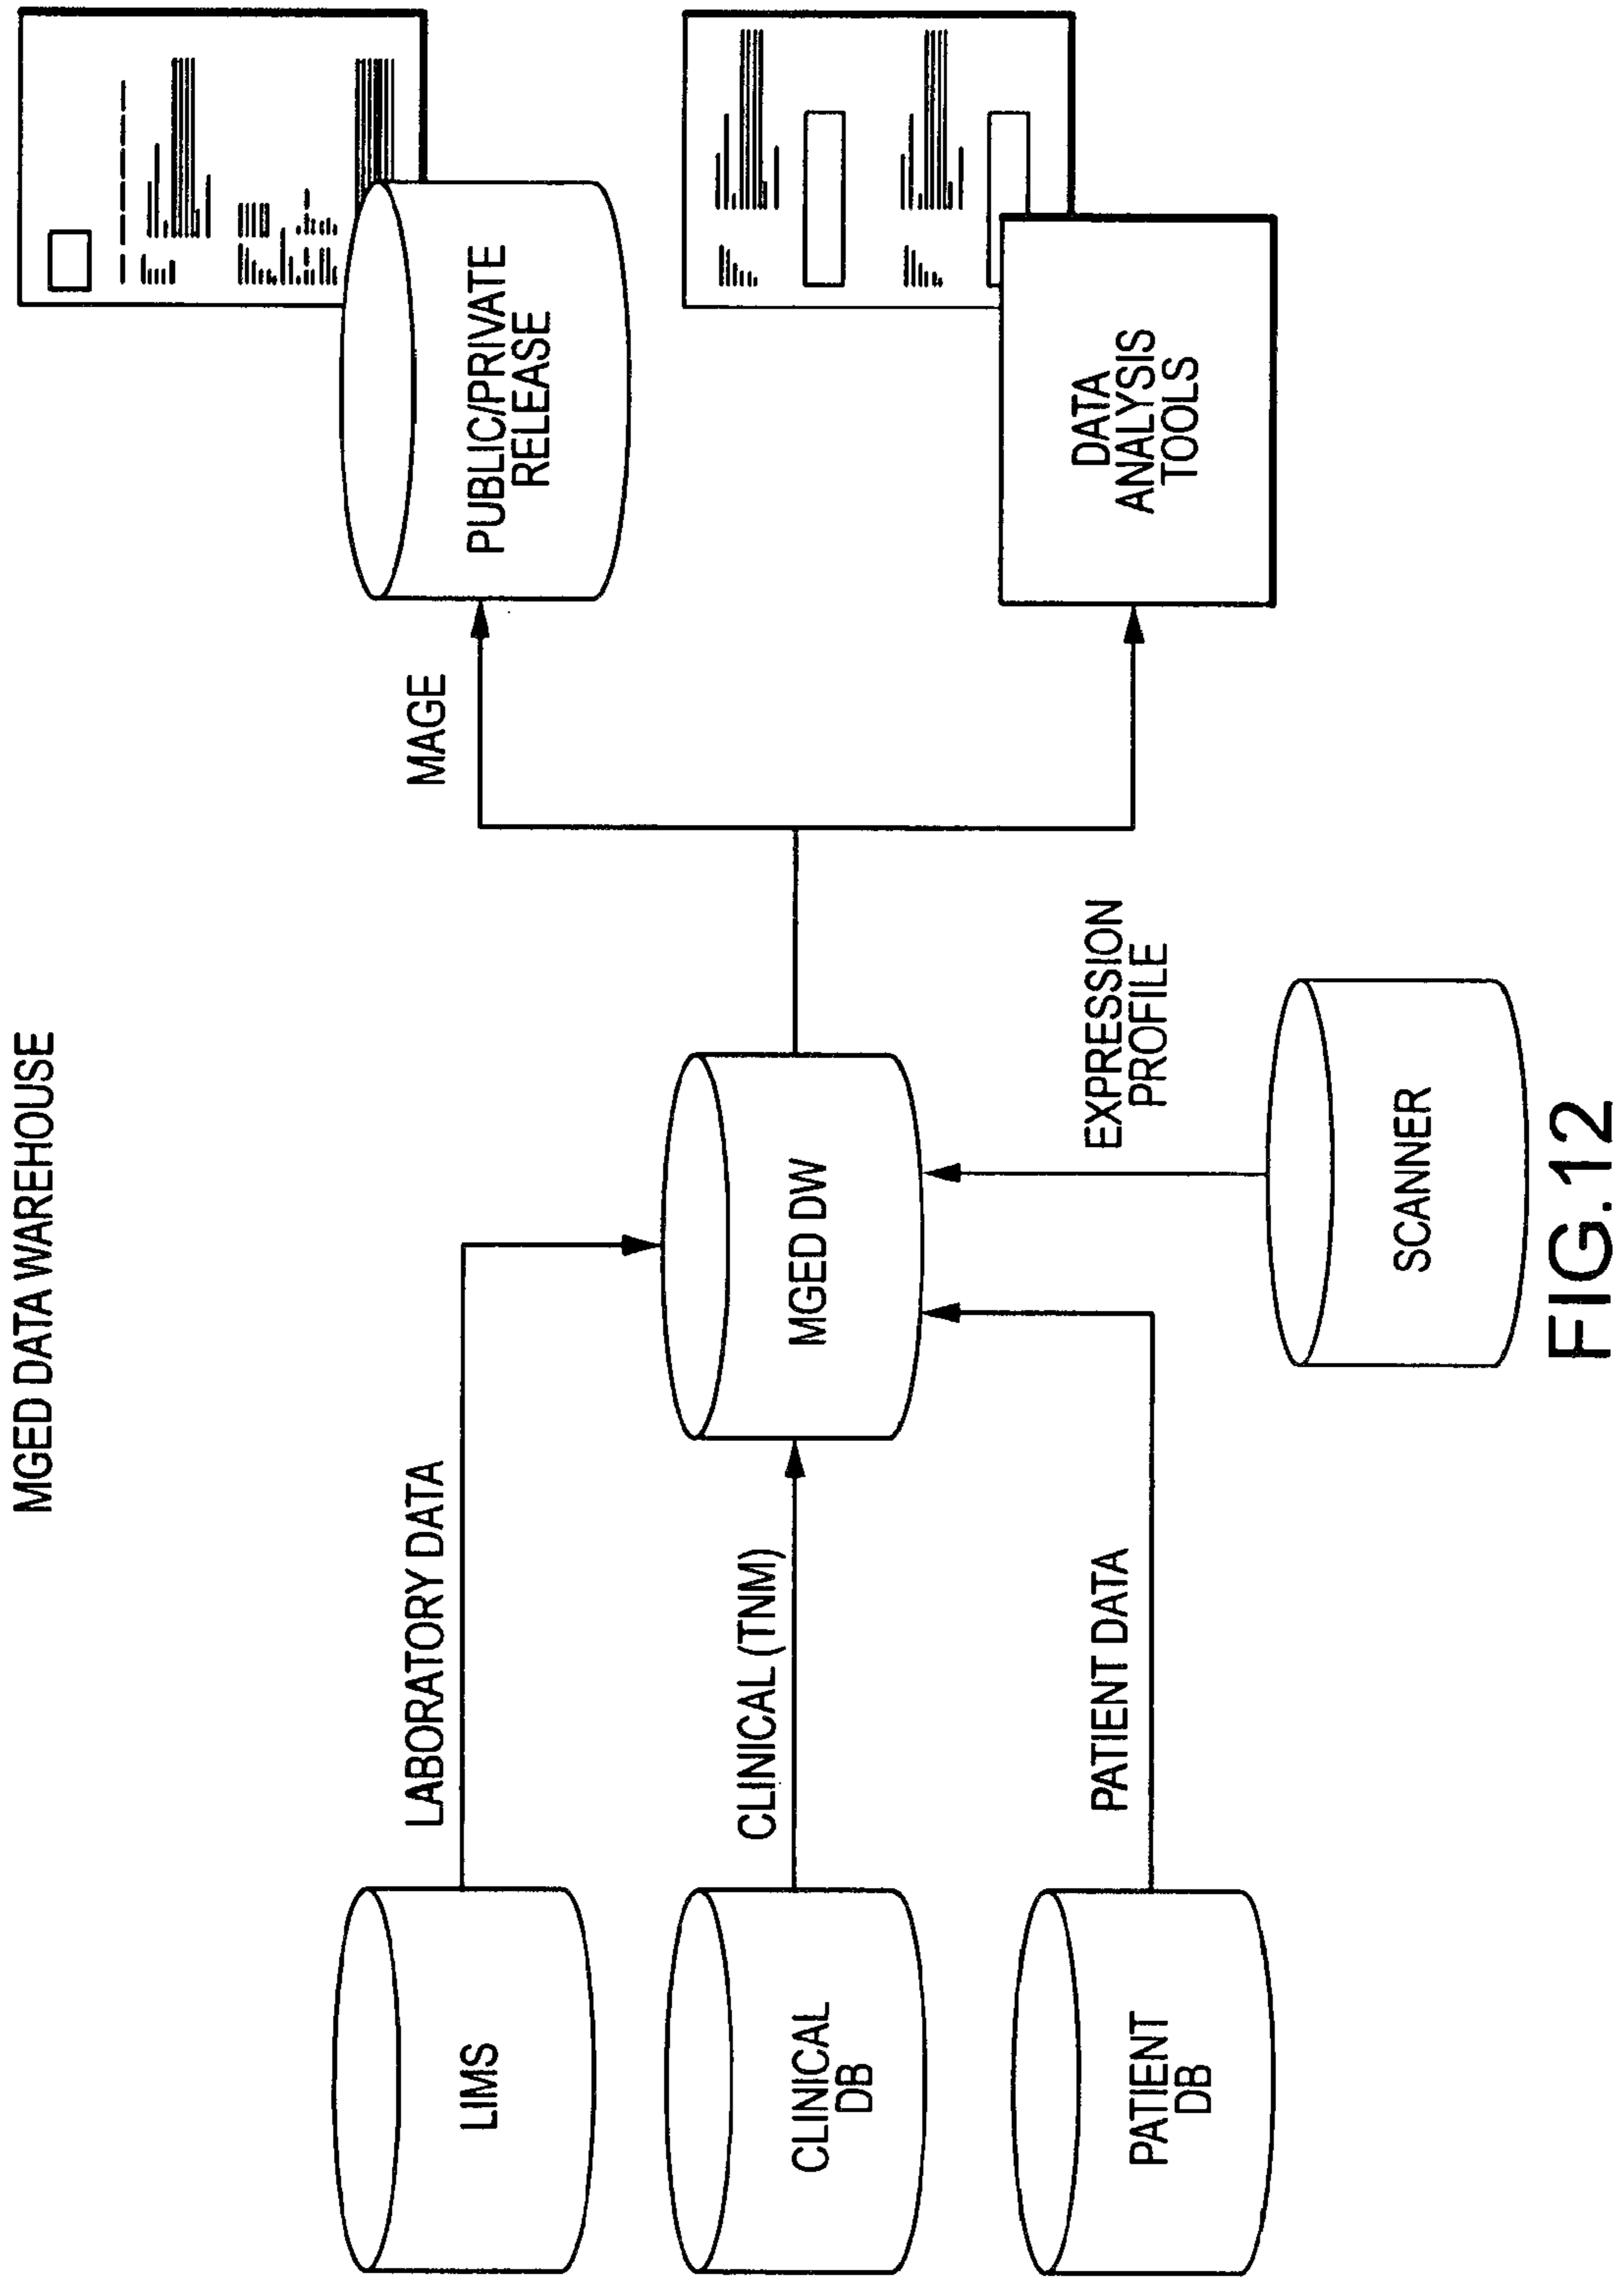 MGED DATA WAREHOUSE
LIMS
LABORATORY DATA
CLINICAL
DB
CLINICAL (TNM)
PATIENT
DB
PATIENT DATA
MGED DW
SCANNER
EXPRESSION
PROFILE
MAGE
PUBLIC/PRIVATE
RELEASE
DATA
ANALYSIS
TOOLS
FIG.12